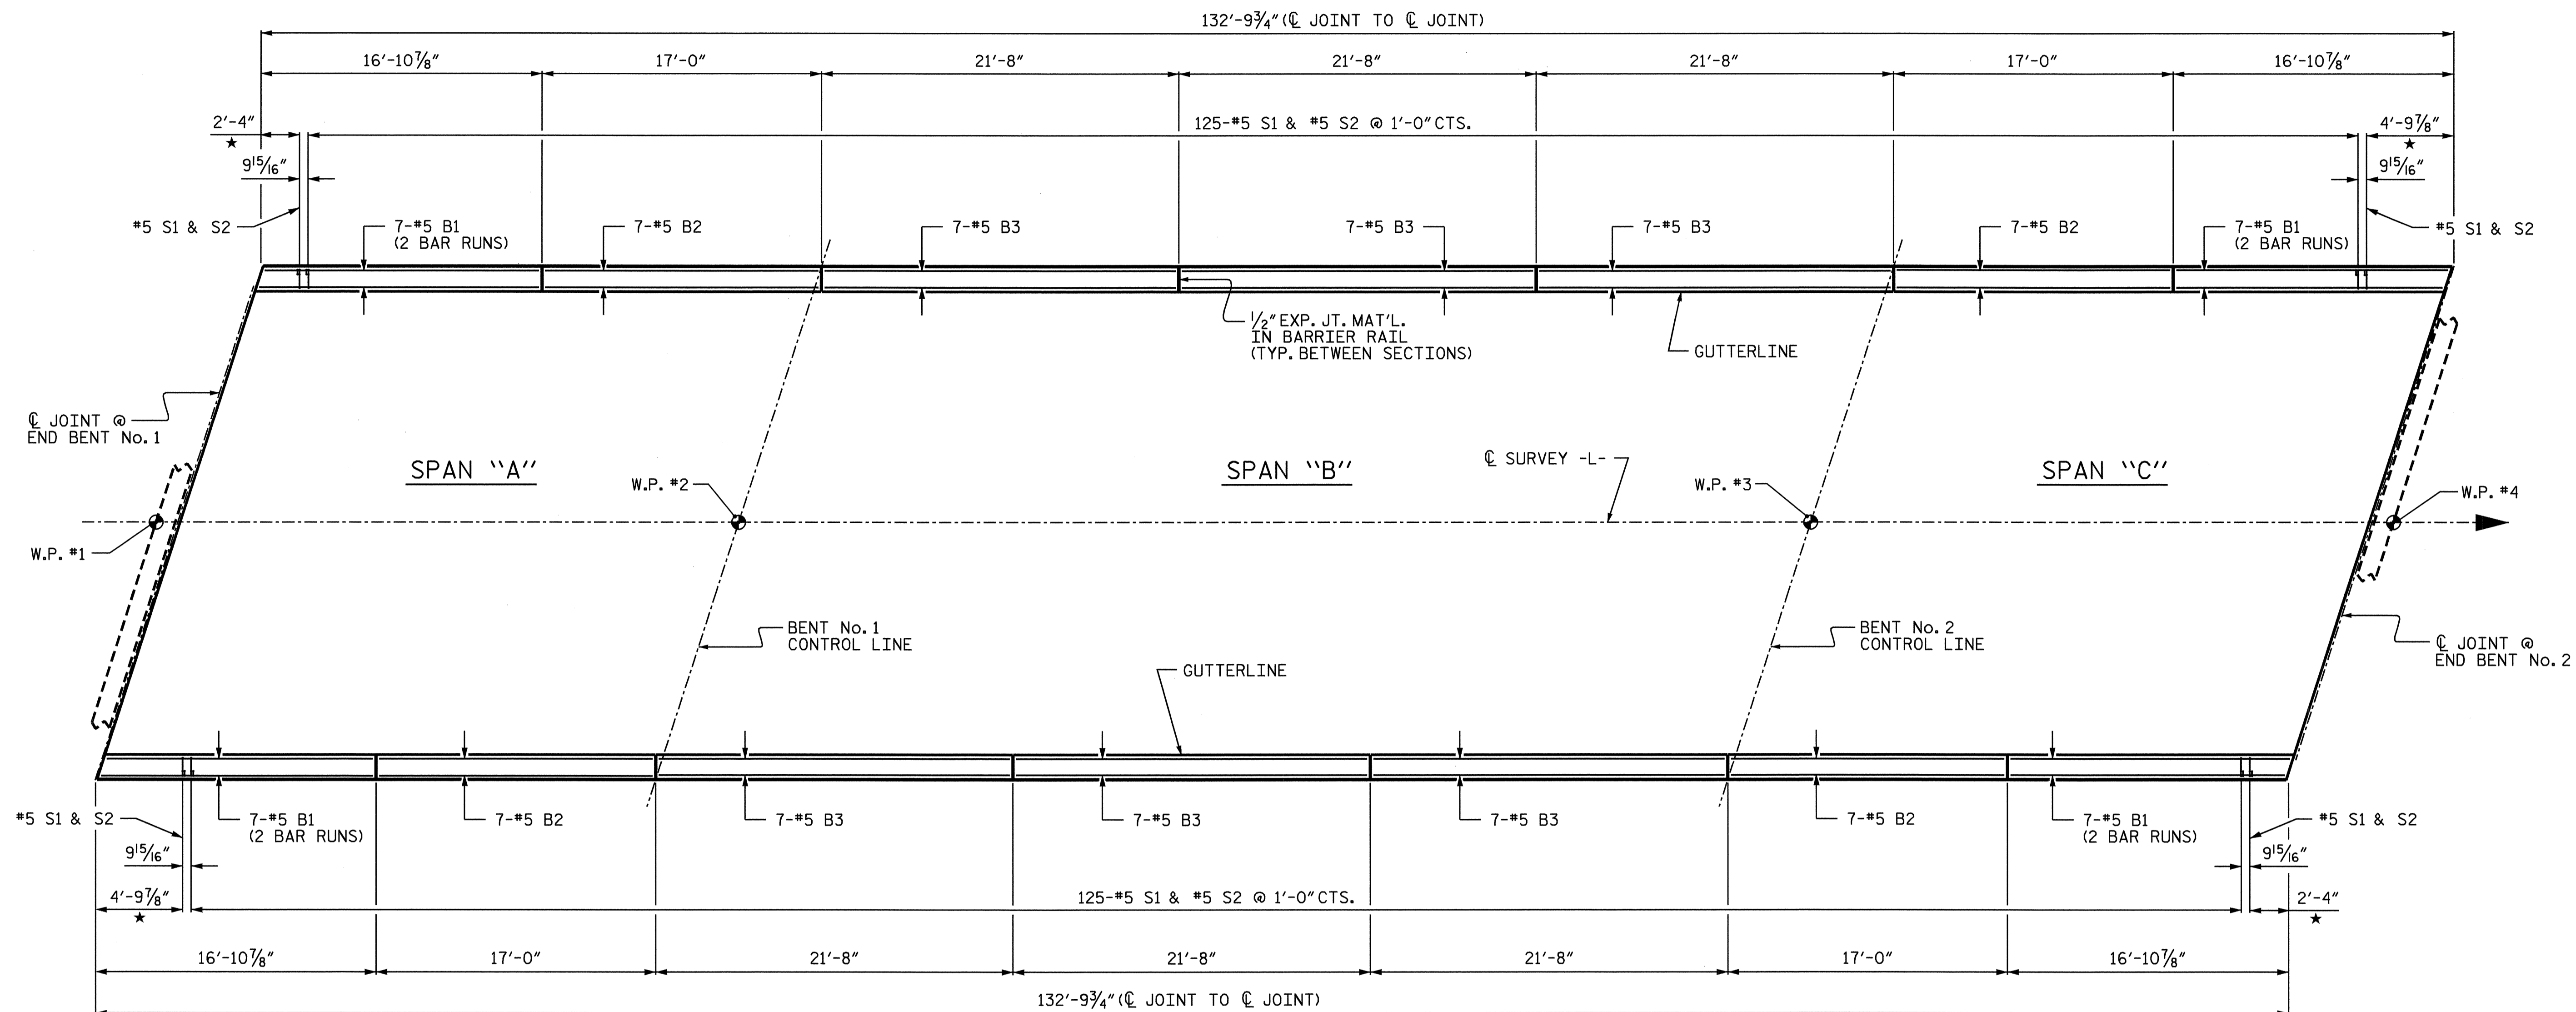 132'-9¾" (℄ JOINT TO ℄ JOINT)
16'-10⅞"
17'-0"
21'-8"
21'-8"
21'-8"
17'-0"
16'-10⅞"
2'-4"
★
125-#5 S1 & #5 S2 @ 1'-0" CTS.
4'-9⅞"
★
9 15/16"
9 15/16"
#5 S1 & S2
7-#5 B1
(2 BAR RUNS)
7-#5 B2
7-#5 B3
7-#5 B3
7-#5 B3
7-#5 B2
7-#5 B1
(2 BAR RUNS)
#5 S1 & S2
½" EXP. JT. MAT'L.
IN BARRIER RAIL
(TYP. BETWEEN SECTIONS)
GUTTERLINE
℄ JOINT @
END BENT No. 1
SPAN "A"
W.P. #2
SPAN "B"
℄ SURVEY -L-
W.P. #3
SPAN "C"
W.P. #4
W.P. #1
BENT No. 1
CONTROL LINE
BENT No. 2
CONTROL LINE
℄ JOINT @
END BENT No. 2
GUTTERLINE
#5 S1 & S2
7-#5 B1
(2 BAR RUNS)
7-#5 B2
7-#5 B3
7-#5 B3
7-#5 B3
7-#5 B2
7-#5 B1
(2 BAR RUNS)
#5 S1 & S2
9 15/16"
9 15/16"
4'-9⅞"
★
125-#5 S1 & #5 S2 @ 1'-0" CTS.
2'-4"
★
16'-10⅞"
17'-0"
21'-8"
21'-8"
21'-8"
17'-0"
16'-10⅞"
132'-9¾" (℄ JOINT TO ℄ JOINT)